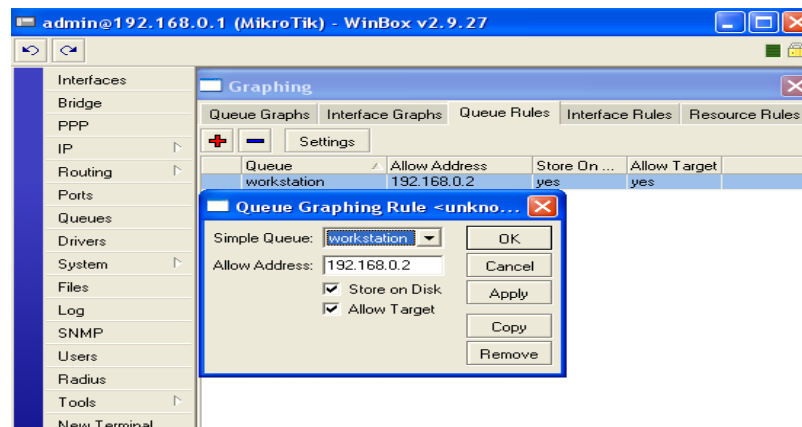 admin@192.168.0.1 (MikroTik) - WinBox v2.9.27
Interfaces
Bridge
PPP
IP
Routing
Ports
Queues
Drivers
System
Files
Log
SNMP
Users
Radius
Tools
New Terminal
Graphing
Queue Graphs Interface Graphs Queue Rules Interface Rules Resource Rules
Settings
Queue Allow Address Store On ... Allow Target
workstation 192.168.0.2 yes yes
Queue Graphing Rule <unkno...
Simple Queue: workstation OK
Allow Address: 192.168.0.2 Cancel
Store on Disk Apply
Allow Target
Copy
Remove